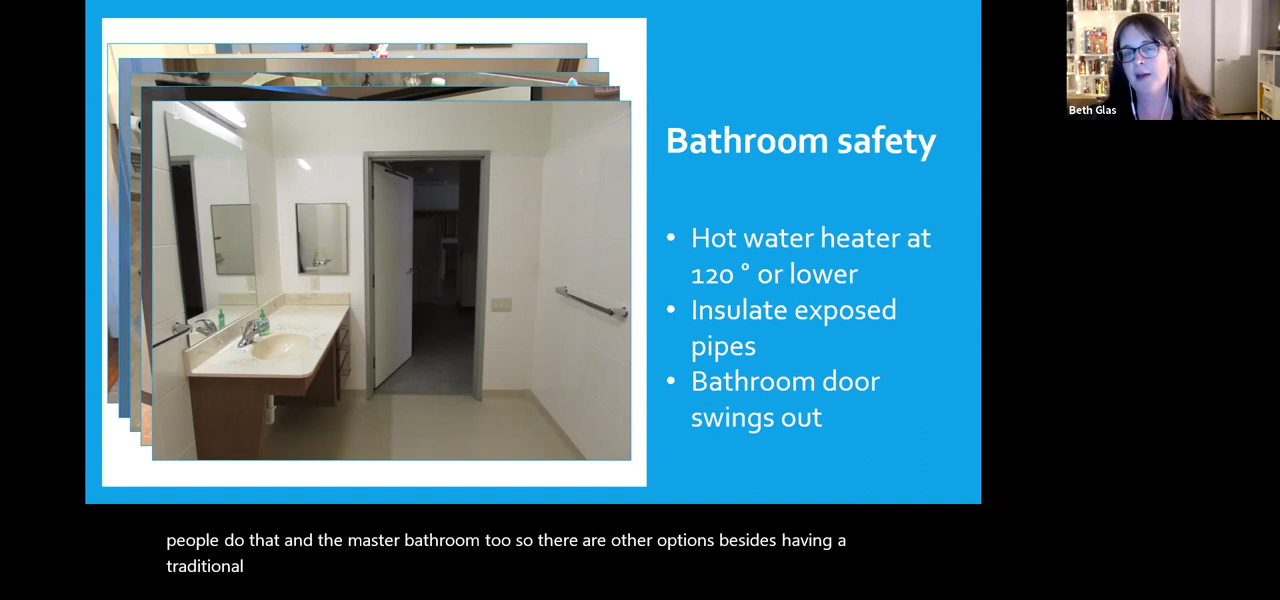 Beth Glas
Bathroom safety
• Hot water heater at
120 ° or lower
• Insulate exposed
pipes
• Bathroom door
swings out
people do that and the master bathroom too so there are other options besides having a
traditional